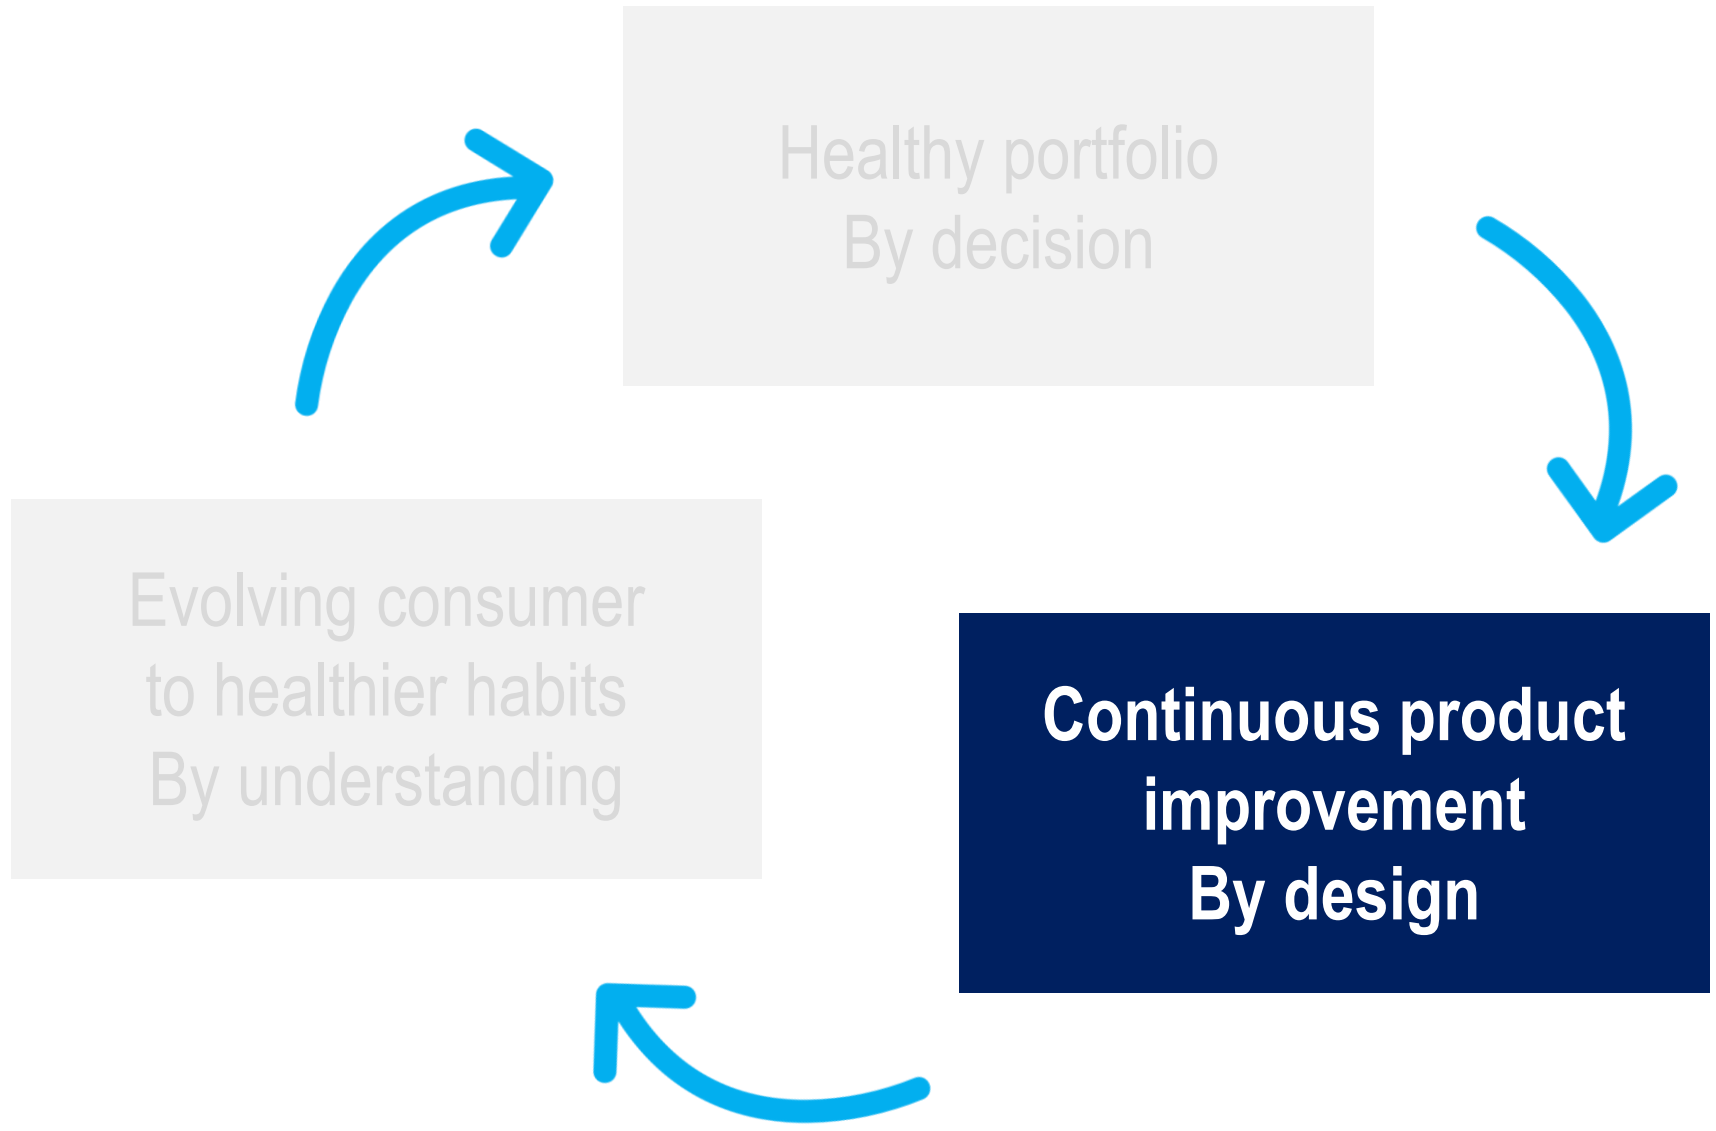 Healthy portfolio
By decision
Evolving consumer
to healthier habits
By understanding
Continuous product
improvement
By design